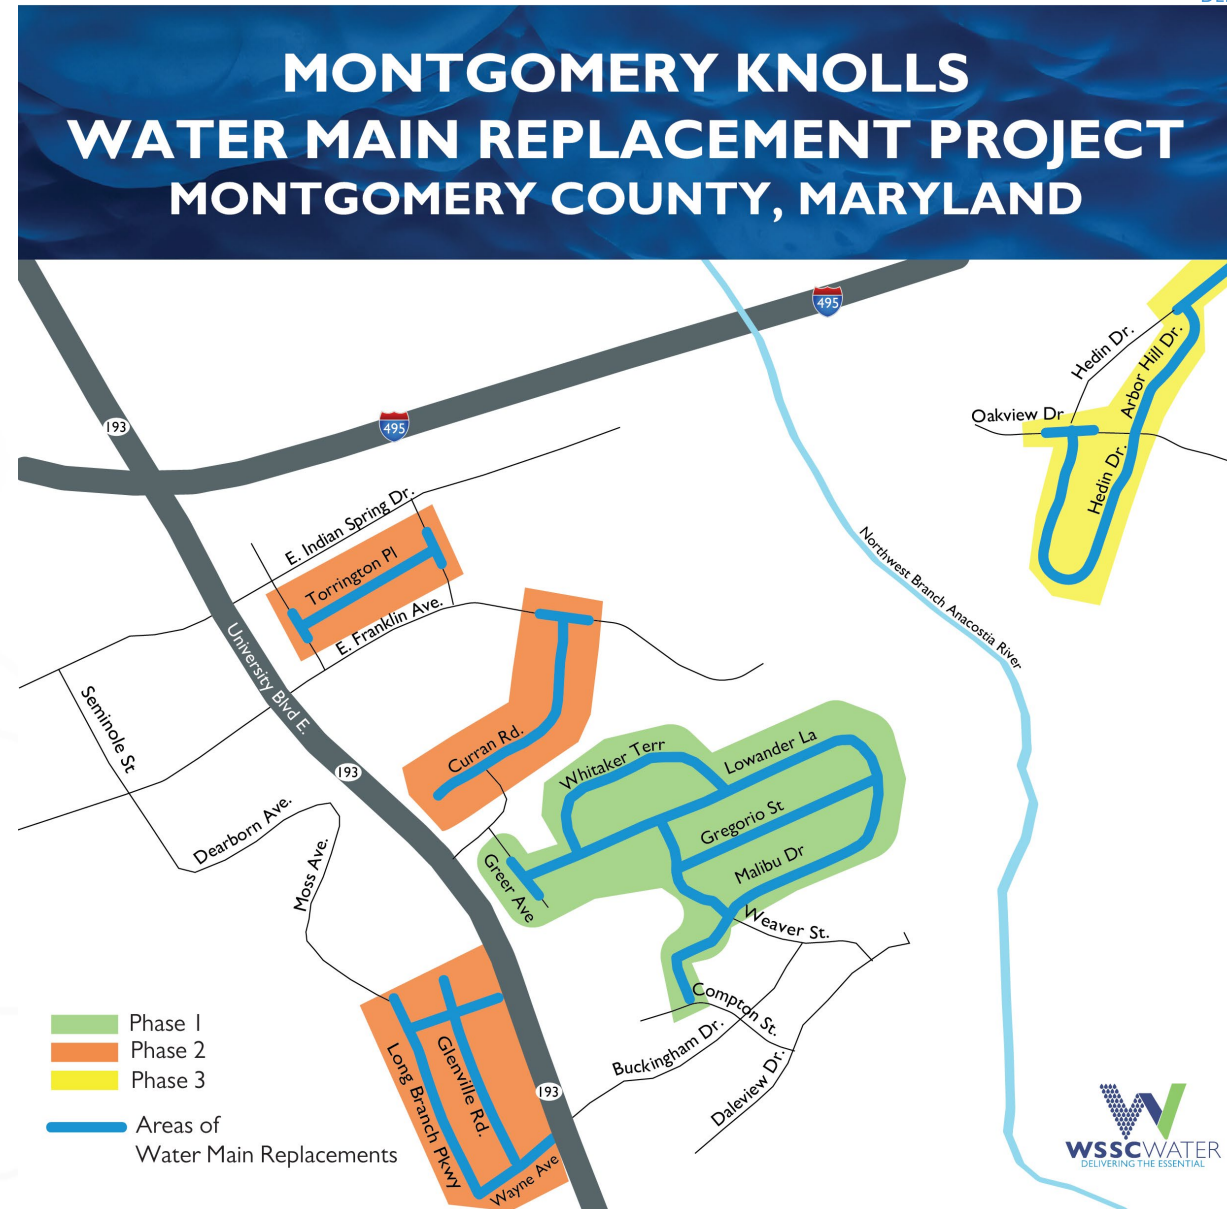 MONTGOMERY KNOLLS
WATER MAIN REPLACEMENT PROJECT
MONTGOMERY COUNTY, MARYLAND
495
495
193
Hedin Dr.
Arbor Hill Dr.
Oakview Dr
Hedin Dr.
E. Indian Spring Dr.
Torrington Pl
E. Franklin Ave.
Northwest Branch Anacostia River
University Blvd E.
Seminole St
193
Curran Rd.
Whitaker Terr
Lowander La
Gregorio St
Malibu Dr
Dearborn Ave.
Moss Ave.
Greer Ave
Weaver St.
Compton St.
Buckingham Dr.
Daleview Dr.
Long Branch Pkwy
Glenville Rd.
Wayne Ave
193
Phase 1
Phase 2
Phase 3
Areas of
Water Main Replacements
WSSCWATER
DELIVERING THE ESSENTIAL